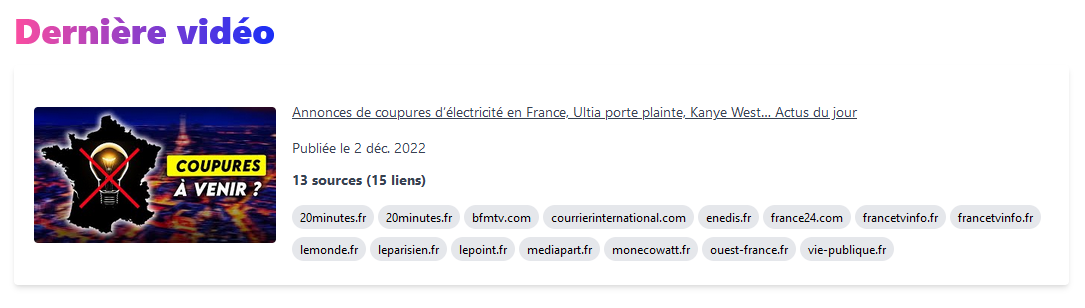 Dernière vidéo
COUPURES
À VENIR ?
Annonces de coupures d'électricité en France, Ultia porte plainte, Kanye West... Actus du jour
Publiée le 2 déc. 2022
13 sources (15 liens)
20minutes.fr 20minutes.fr bfmtv.com courrierinternational.com enedis.fr france24.com francetvinfo.fr francetvinfo.fr
lemonde.fr leparisien.fr lepoint.fr mediapart.fr monecowatt.fr ouest-france.fr vie-publique.fr